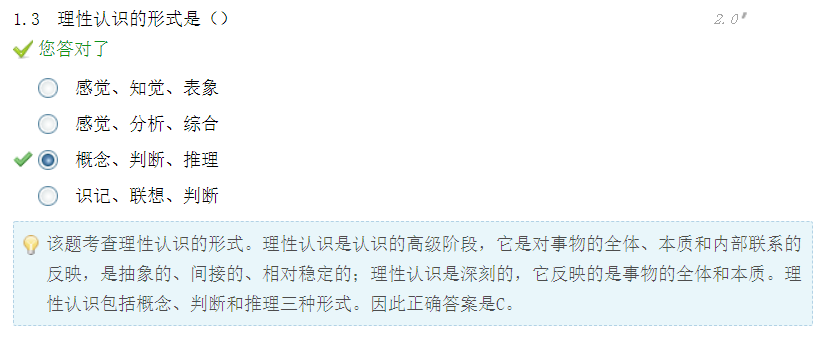 1.3 理性认识的形式是（） 2.0'
您答对了
感觉、知觉、表象
感觉、分析、综合
概念、判断、推理
识记、联想、判断
该题考查理性认识的形式。理性认识是认识的高级阶段，它是对事物的全体、本质和内部联系的
反映，是抽象的、间接的、相对稳定的；理性认识是深刻的，它反映的是事物的全体和本质。理
性认识包括概念、判断和推理三种形式。因此正确答案是C。